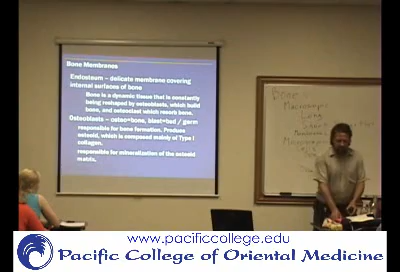 Bone Membranes
Endosteum – delicate membrane covering
internal surfaces of bone
Bone is a dynamic tissue that is constantly
being reshaped by osteoblasts, which build
bone, and osteoclast which resorb bone.
Osteoblasts – osteo=bone, blast=bud / germ
responsible for bone formation. Produce
osteoid, which is composed mainly of Type I
collagen.
responsible for mineralization of the osteoid
matrix.
Bone
Macroscopic
Long
Short
www.pacificcollege.edu
Pacific College of Oriental Medicine